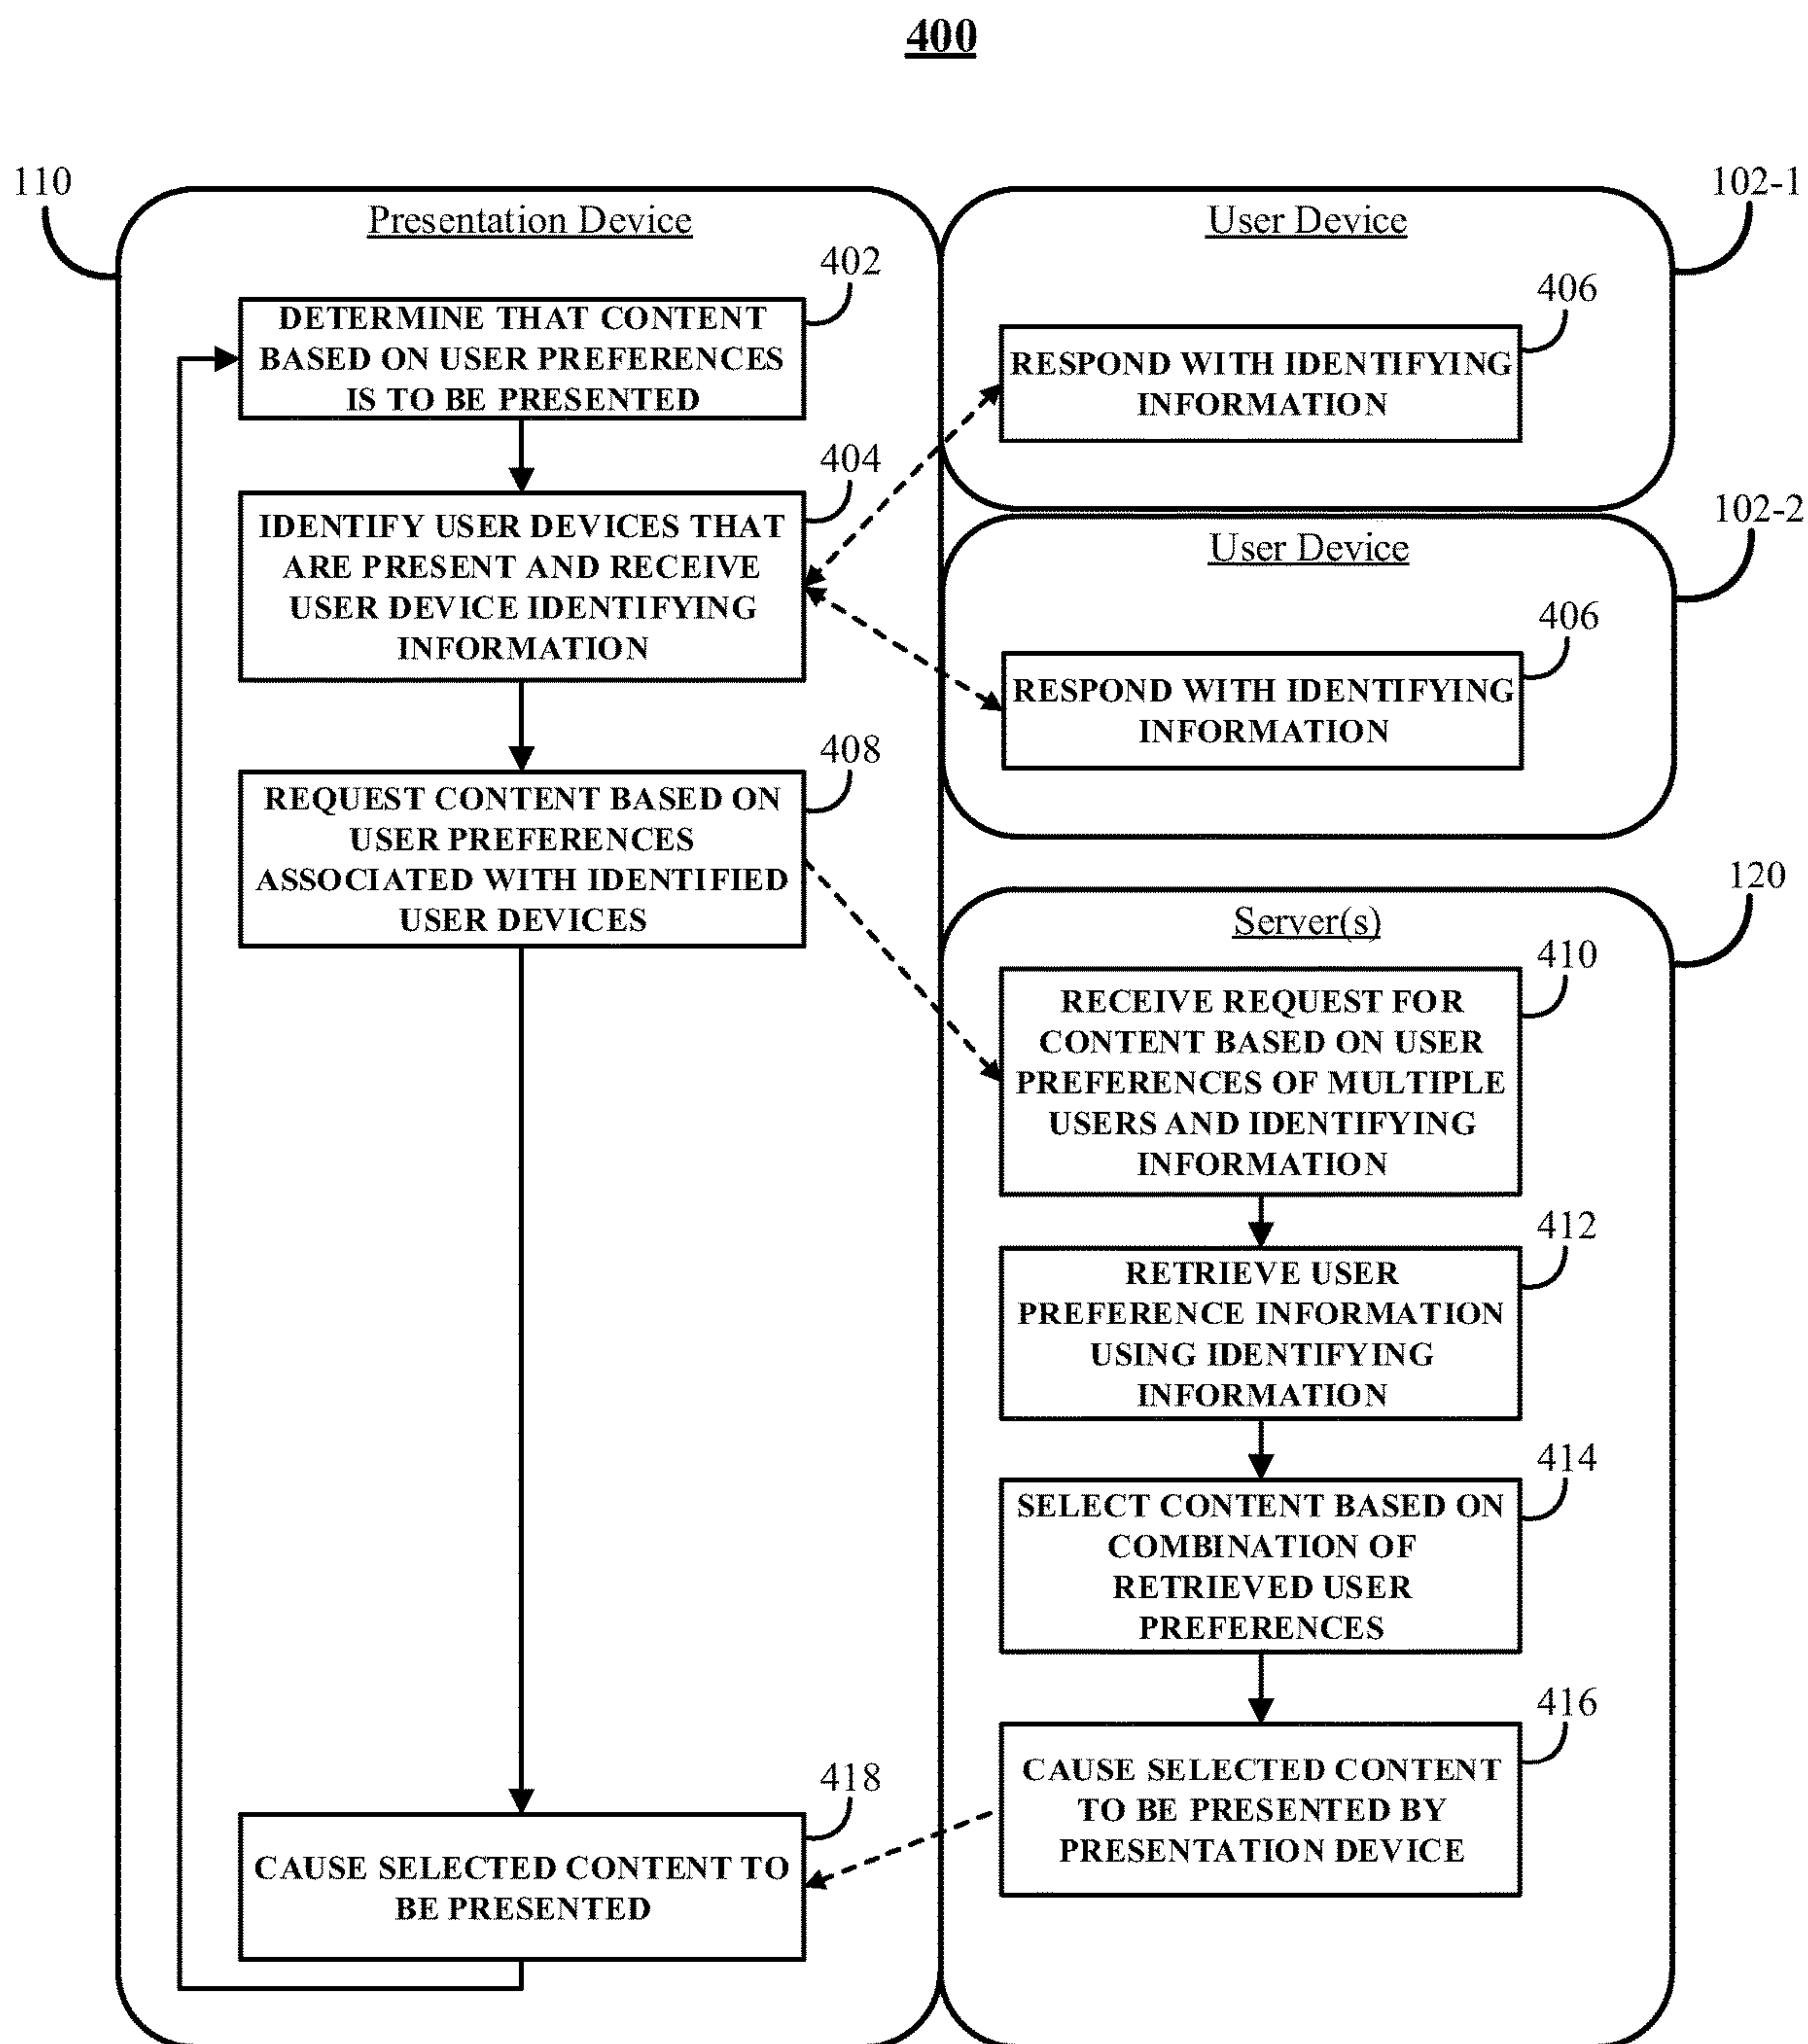 400
110
Presentation Device
402
DETERMINE THAT CONTENT
BASED ON USER PREFERENCES
IS TO BE PRESENTED
404
IDENTIFY USER DEVICES THAT
ARE PRESENT AND RECEIVE
USER DEVICE IDENTIFYING
INFORMATION
408
REQUEST CONTENT BASED ON
USER PREFERENCES
ASSOCIATED WITH IDENTIFIED
USER DEVICES
418
CAUSE SELECTED CONTENT TO
BE PRESENTED
102-1
User Device
406
RESPOND WITH IDENTIFYING
INFORMATION
102-2
User Device
406
RESPOND WITH IDENTIFYING
INFORMATION
120
Server(s)
410
RECEIVE REQUEST FOR
CONTENT BASED ON USER
PREFERENCES OF MULTIPLE
USERS AND IDENTIFYING
INFORMATION
412
RETRIEVE USER
PREFERENCE INFORMATION
USING IDENTIFYING
INFORMATION
414
SELECT CONTENT BASED ON
COMBINATION OF
RETRIEVED USER
PREFERENCES
416
CAUSE SELECTED CONTENT
TO BE PRESENTED BY
PRESENTATION DEVICE